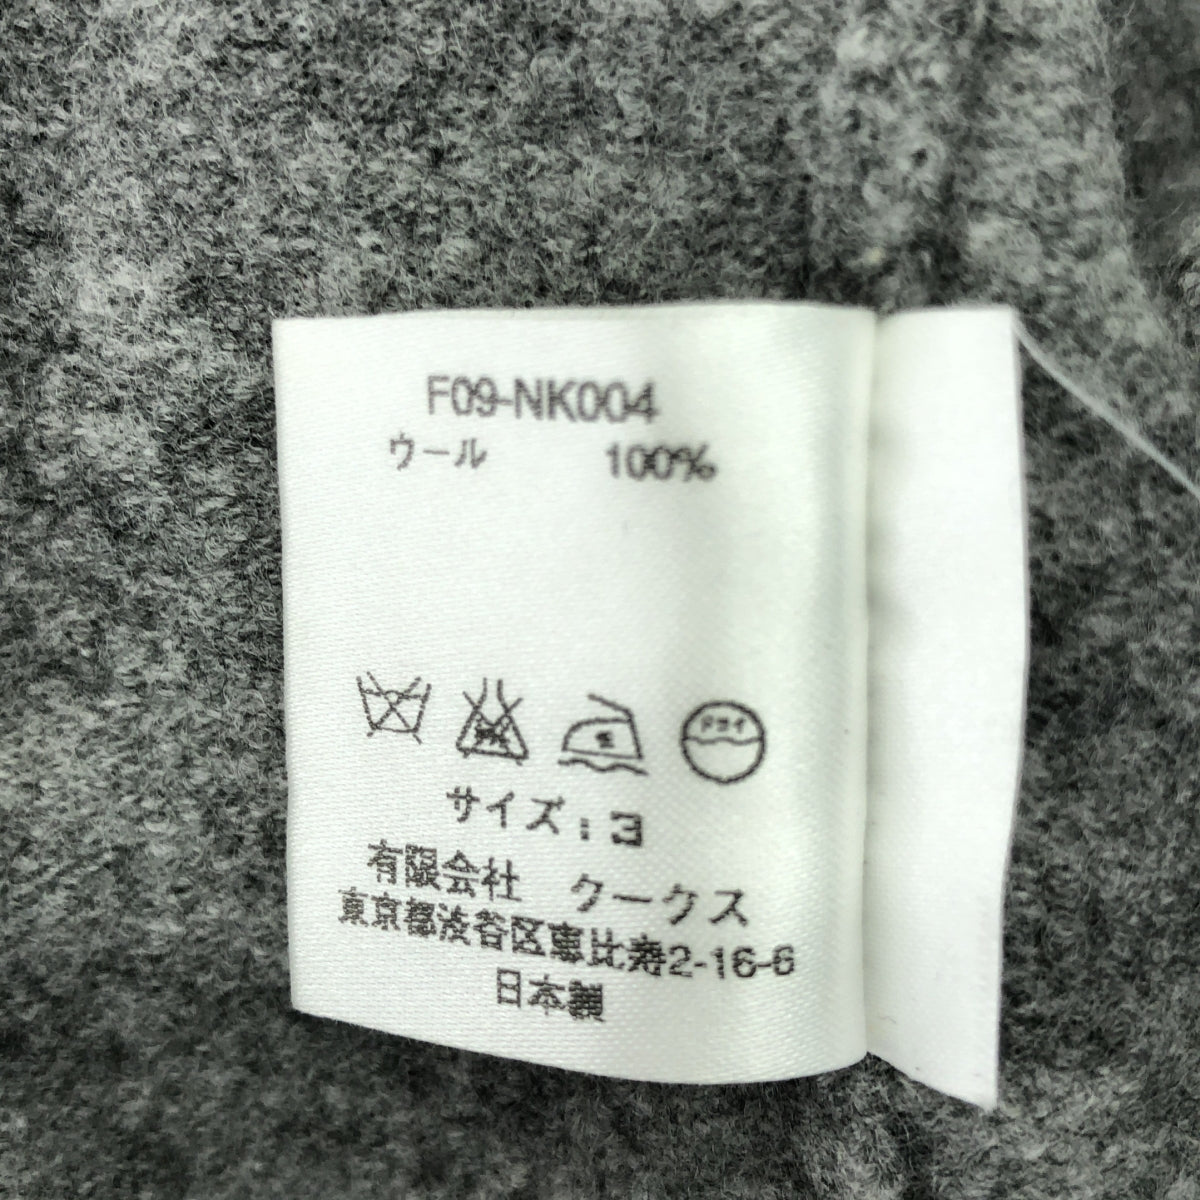 F09-NK004
ウール 100%
ドライ
サイズ:3
有限会社 クークス
東京都渋谷区恵比寿2-16-6
日本製